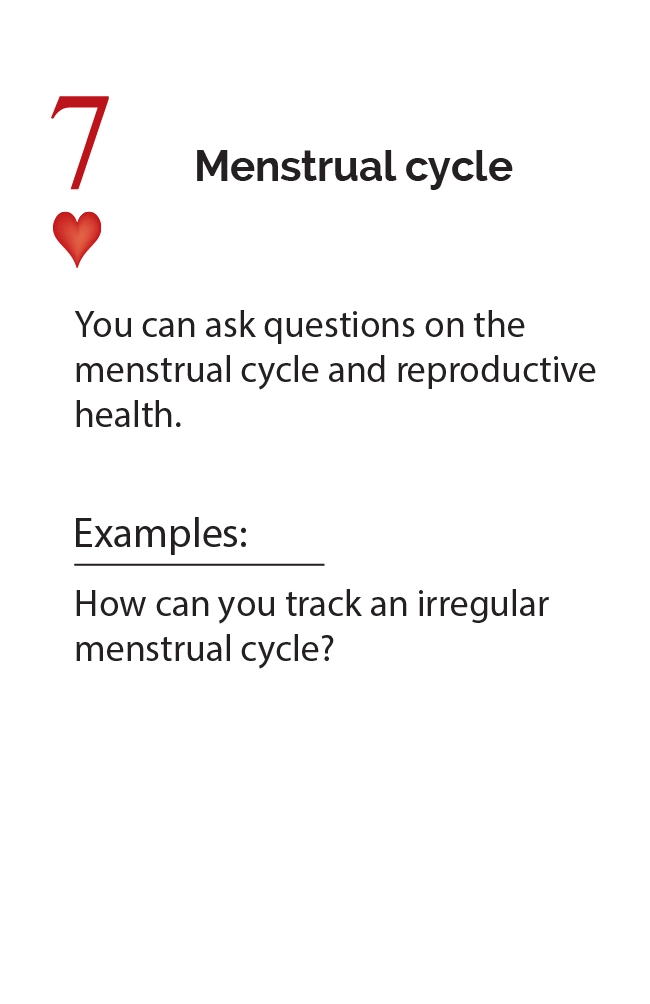 7
Menstrual cycle
You can ask questions on the
menstrual cycle and reproductive
health.
Examples:
How can you track an irregular
menstrual cycle?